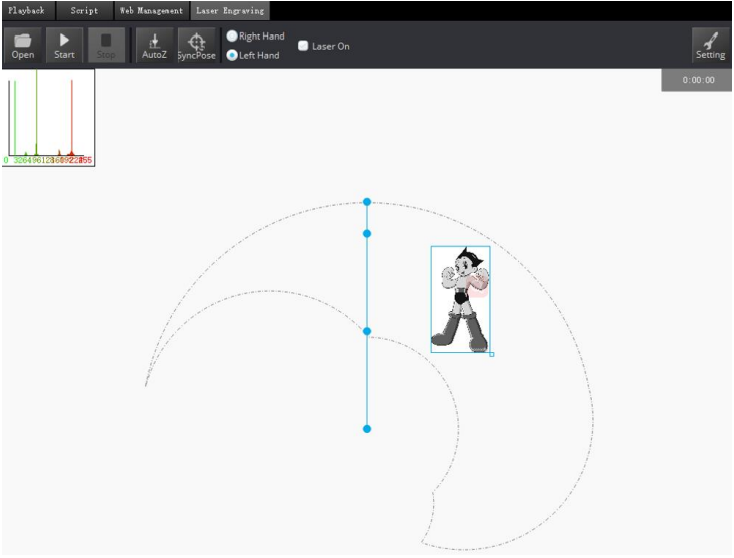 Playback Script Web Management Laser Engraving
Right Hand
Left Hand
Laser On
Open Start Stop AutoZ SyncPose Setting
0:00:00